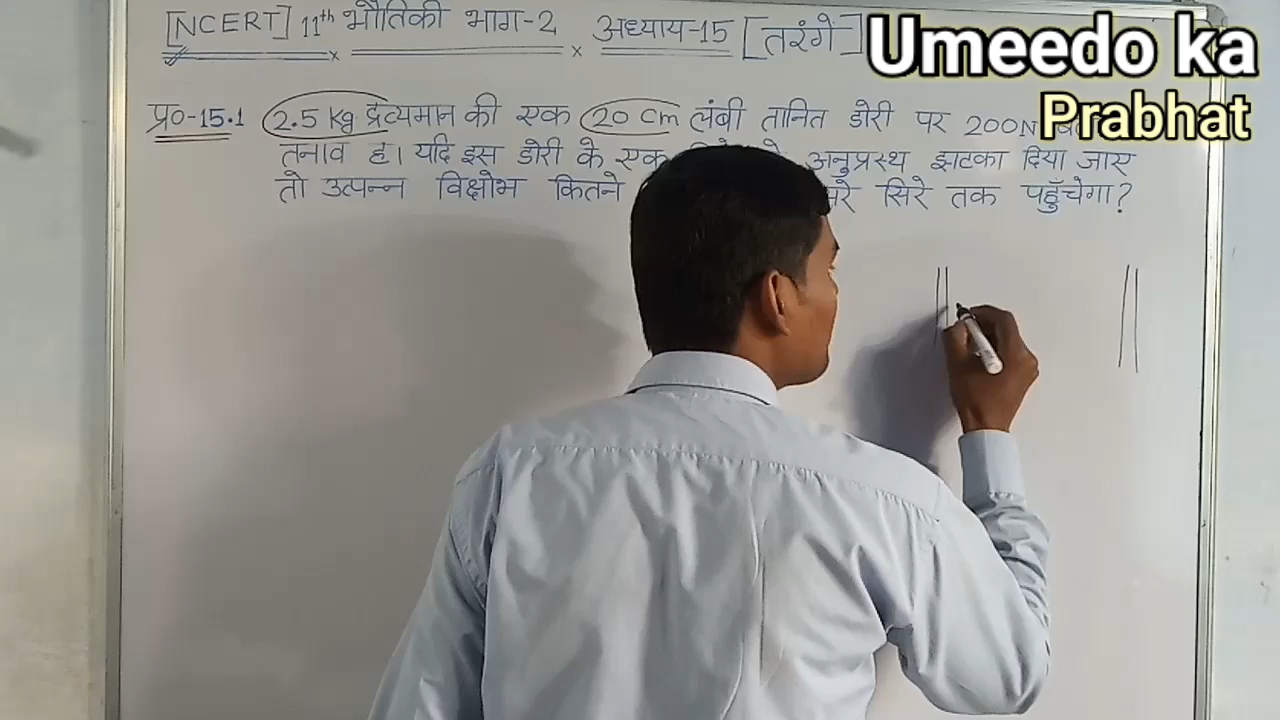 [NCERT] 11th भौतिकी भाग-2 अध्याय-15 [तरंगें]
Umeedo ka
Prabhat
प्र०-15.1 2.5 Kg द्रव्यमान की एक 20 cm लंबी तानित डोरी पर 200N
तनाव है। यदि इस डोरी के एक अनुप्रस्थ झटका दिया जाए
तो उत्पन्न विक्षोभ कितने सिरे तक पहुँचेगा?